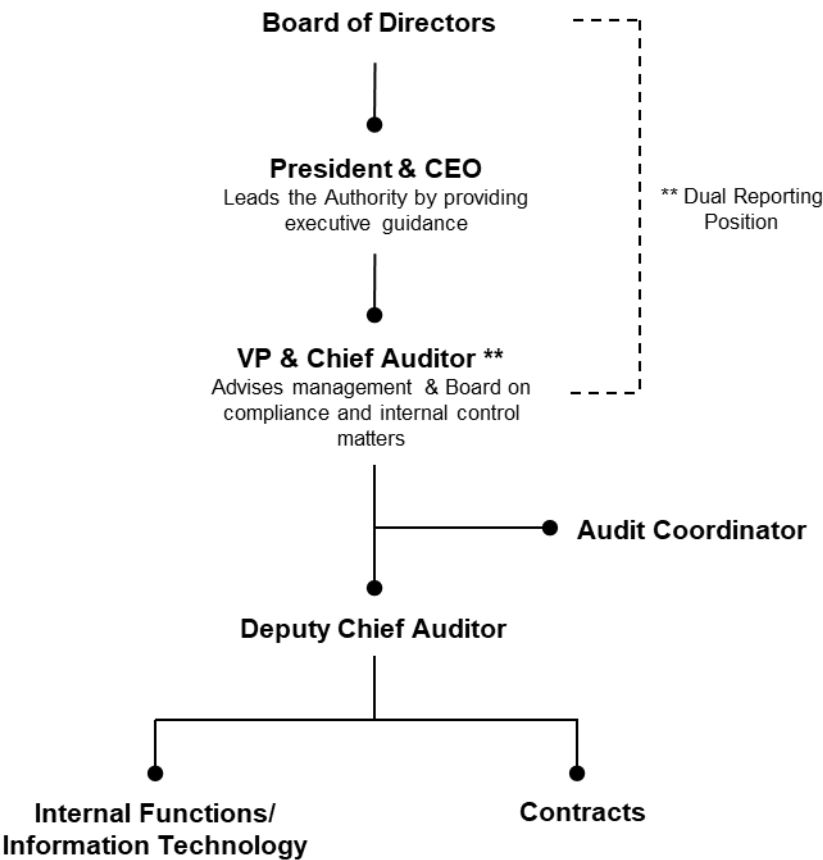 Board of Directors
President & CEO
Leads the Authority by providing
executive guidance
** Dual Reporting
Position
VP & Chief Auditor **
Advises management & Board on
compliance and internal control
matters
Audit Coordinator
Deputy Chief Auditor
Internal Functions/
Information Technology
Contracts